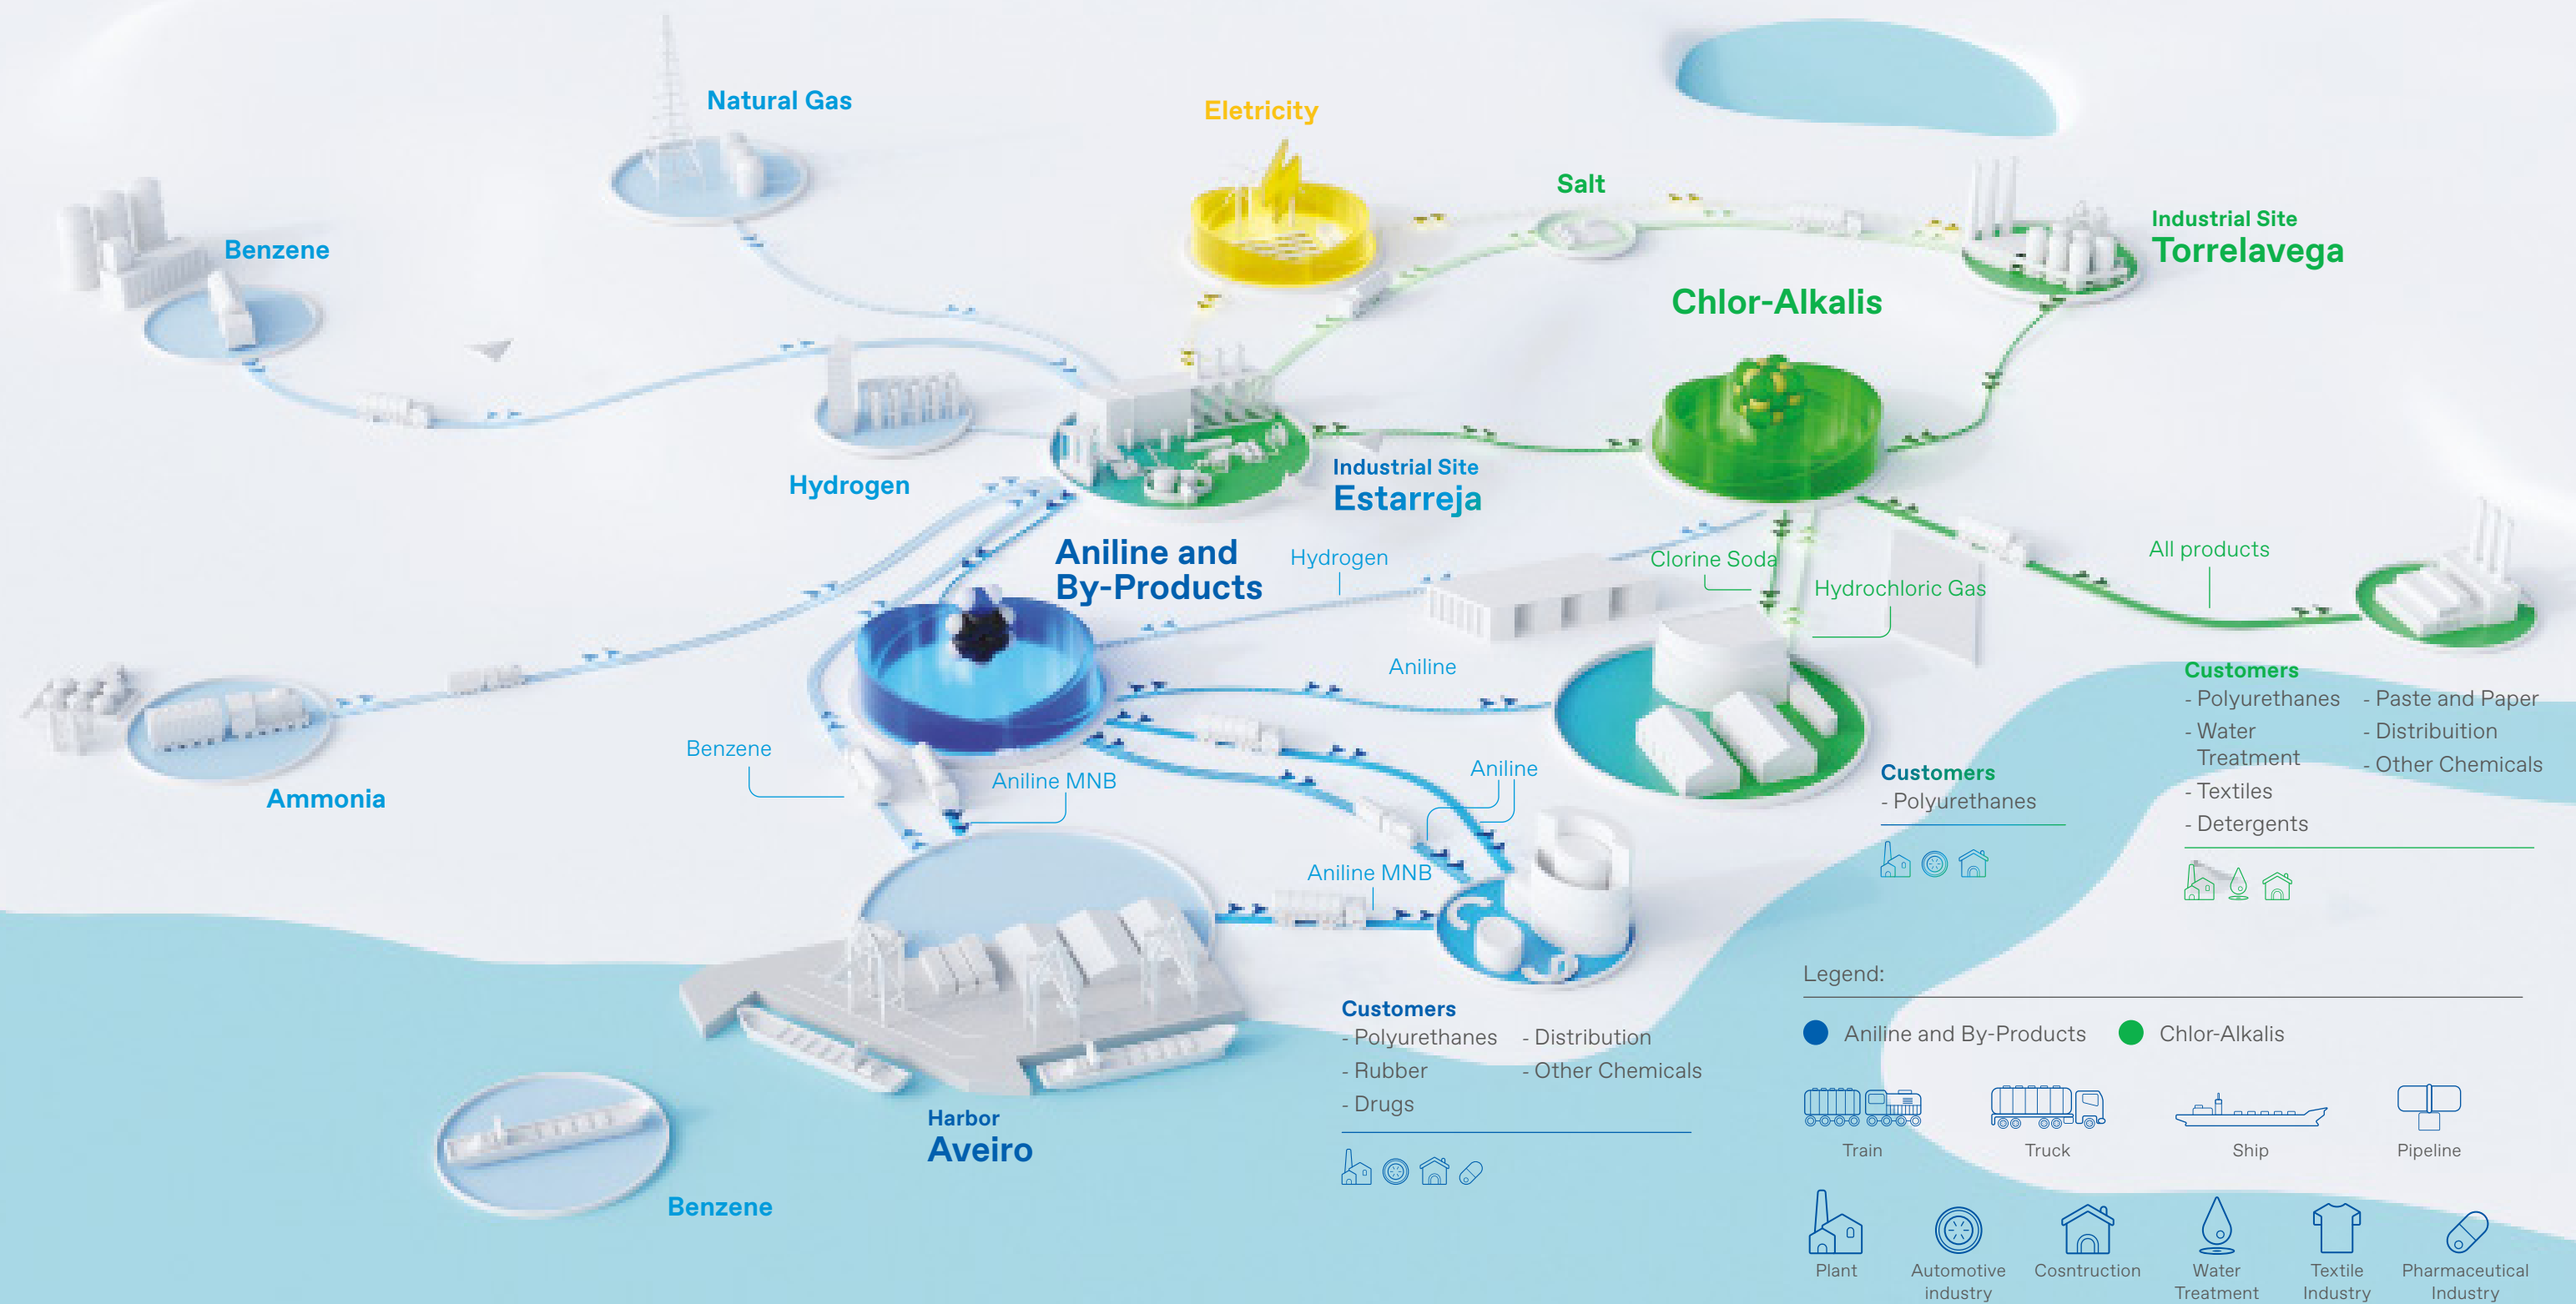 Natural Gas
Eletricity
Salt
Industrial Site
Torrelavega
Benzene
Chlor-Alkalis
Hydrogen
Industrial Site
Estarreja
Aniline and
By-Products
Hydrogen
Clorine Soda
Hydrochloric Gas
All products
Aniline
Ammonia
Benzene
Aniline MNB
Aniline
Aniline MNB
Customers
- Polyurethanes
Customers
- Polyurethanes
- Water
Treatment
- Textiles
- Detergents
- Paste and Paper
- Distribuition
- Other Chemicals
Customers
- Polyurethanes
- Rubber
- Drugs
- Distribution
- Other Chemicals
Harbor
Aveiro
Benzene
Legend:
Aniline and By-Products
Chlor-Alkalis
Train
Truck
Ship
Pipeline
Plant
Automotive
industry
Cosntruction
Water
Treatment
Textile
Industry
Pharmaceutical
Industry